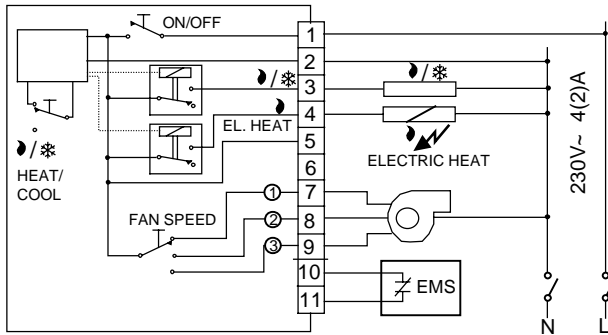 ON/OFF
1
2
/
3
/
4
EL. HEAT
5
ELECTRIC HEAT
6
/
HEAT/
COOL
1
7
FAN SPEED
2
8
3
9
10
11
EMS
230V~ 4(2)A
N
L